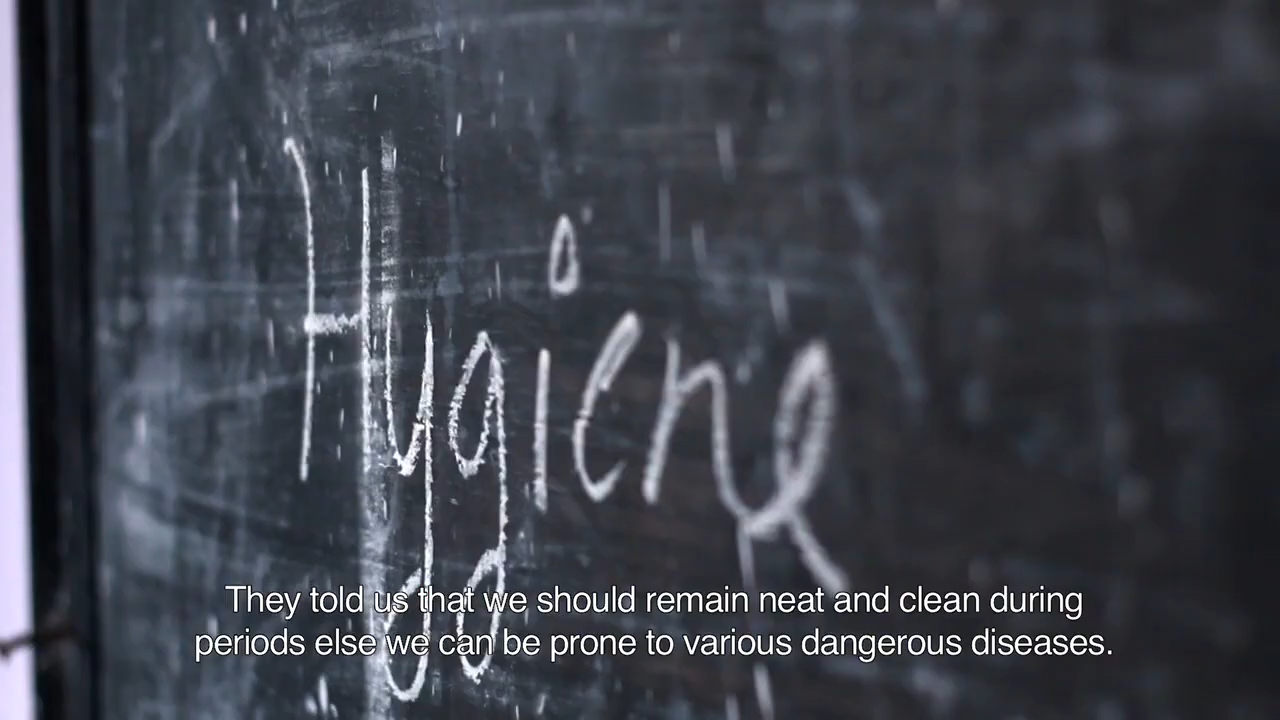 Hygiene
They told us that we should remain neat and clean during
periods else we can be prone to various dangerous diseases.